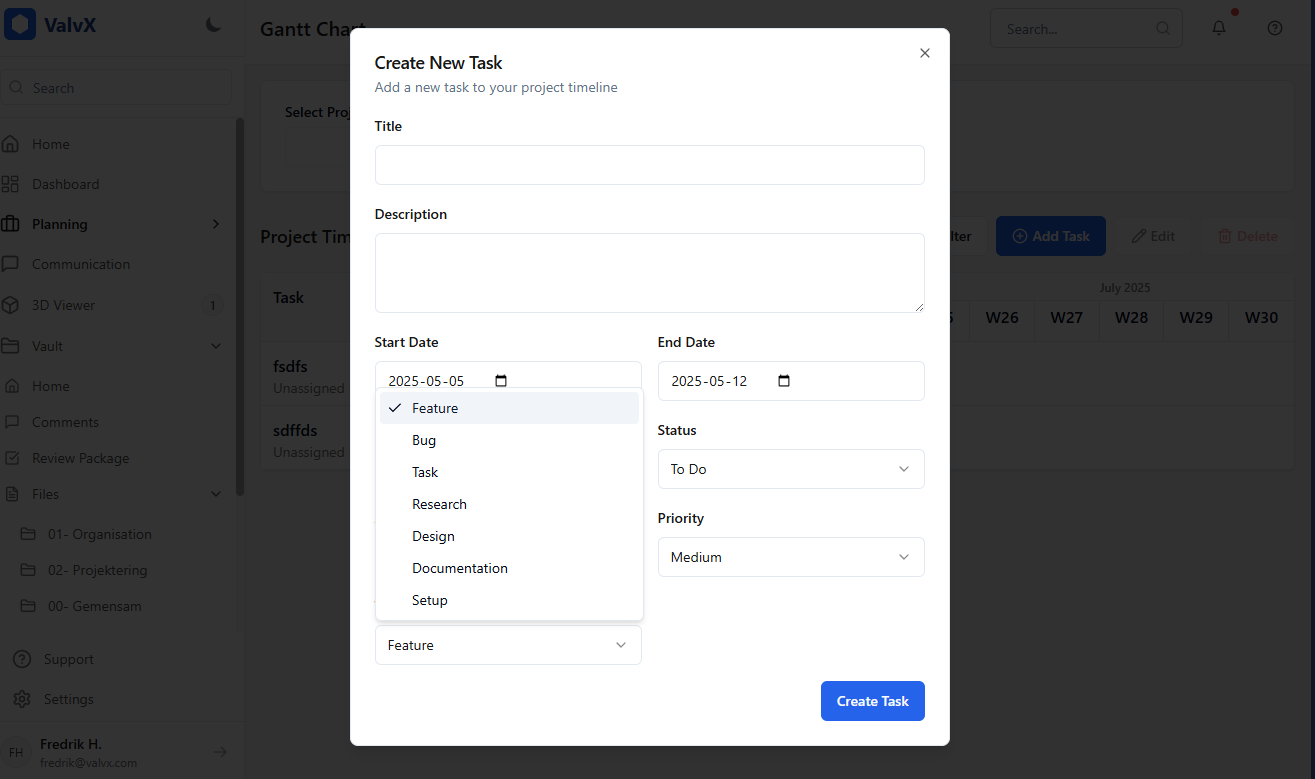 ValvX
Search
Home
Dashboard
Planning
Communication
3D Viewer
1
Vault
Home
Comments
Review Package
Files
01- Organisation
02- Projektering
00- Gemensam
Support
Settings
FH
Fredrik H.
fredrik@valvx.com
Gantt Chart
Search...
Select Proj
Project Tim
lter
Add Task
Edit
Delete
Task
July 2025
W26
W27
W28
W29
W30
fsdfs
Unassigned
sdffds
Unassigned
Create New Task
Add a new task to your project timeline
Title
Description
Start Date
End Date
2025-05-05
2025-05-12
Feature
Bug
Task
Research
Design
Documentation
Setup
Status
To Do
Priority
Medium
Feature
Create Task